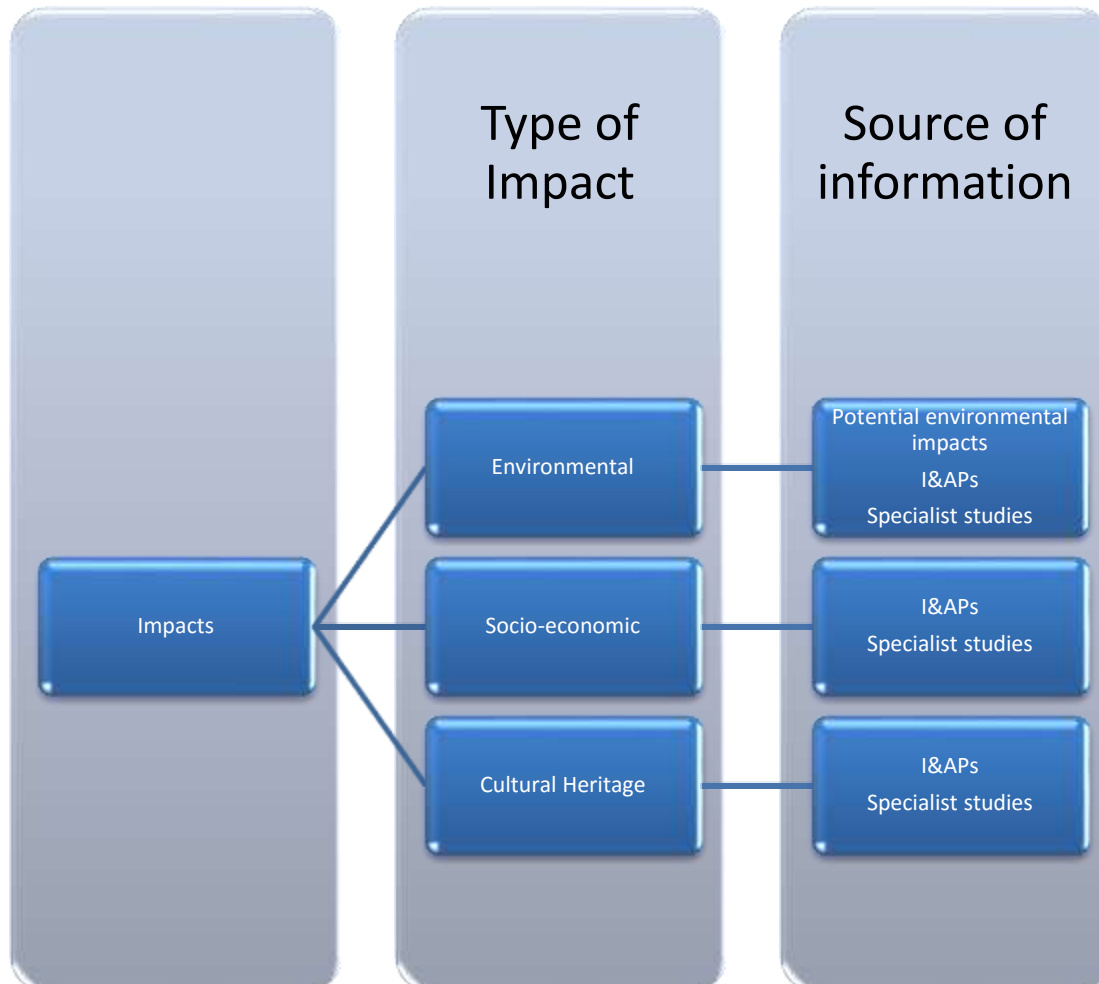 Type of
Impact
Source of
information
Impacts
Environmental
Potential environmental
impacts
I&APs
Specialist studies
Socio-economic
I&APs
Specialist studies
Cultural Heritage
I&APs
Specialist studies